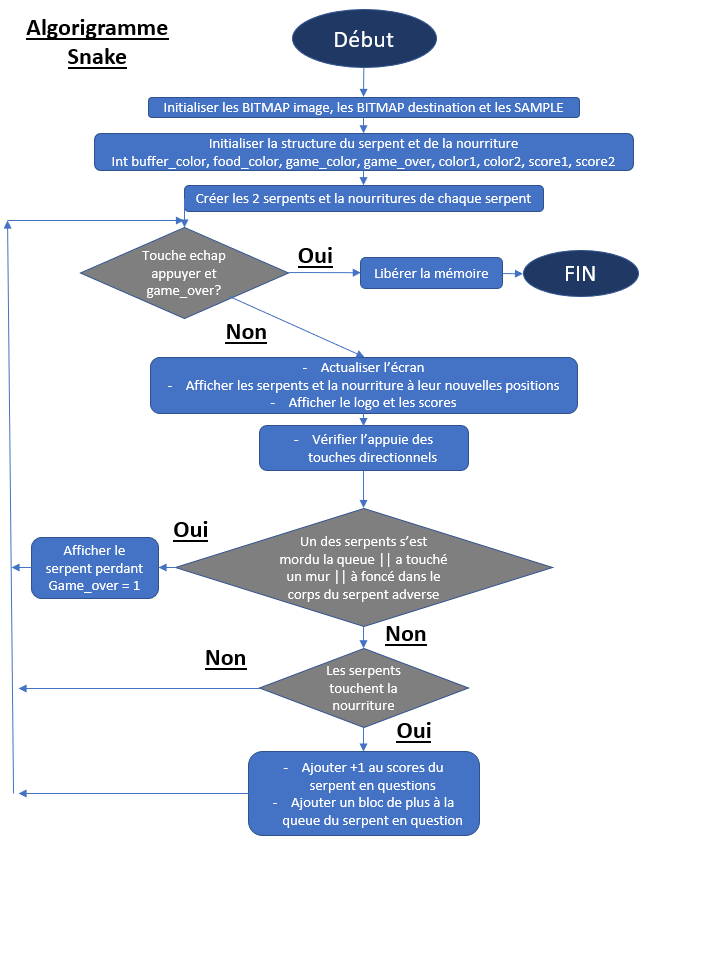 Algorigramme
Snake
Début
Initialiser les BITMAP image, les BITMAP destination et les SAMPLE
Initialiser la structure du serpent et de la nourriture
Int buffer_color, food_color, game_color, game_over, color1, color2, score1, score2
Créer les 2 serpents et la nourritures de chaque serpent
Touche echap
appuyer et
game_over?
Oui
Libérer la mémoire
FIN
Non
- Actualiser l’écran
- Afficher les serpents et la nourriture à leur nouvelles positions
- Afficher le logo et les scores
- Vérifier l’appuie des
touches directionnels
Oui
Un des serpents s’est
mordu la queue || a touché
un mur || à foncé dans le
corps du serpent adverse
Afficher le
serpent perdant
Game_over = 1
Non
Non
Les serpents
touchent la
nourriture
Oui
- Ajouter +1 au scores du
serpent en questions
- Ajouter un bloc de plus à la
queue du serpent en question